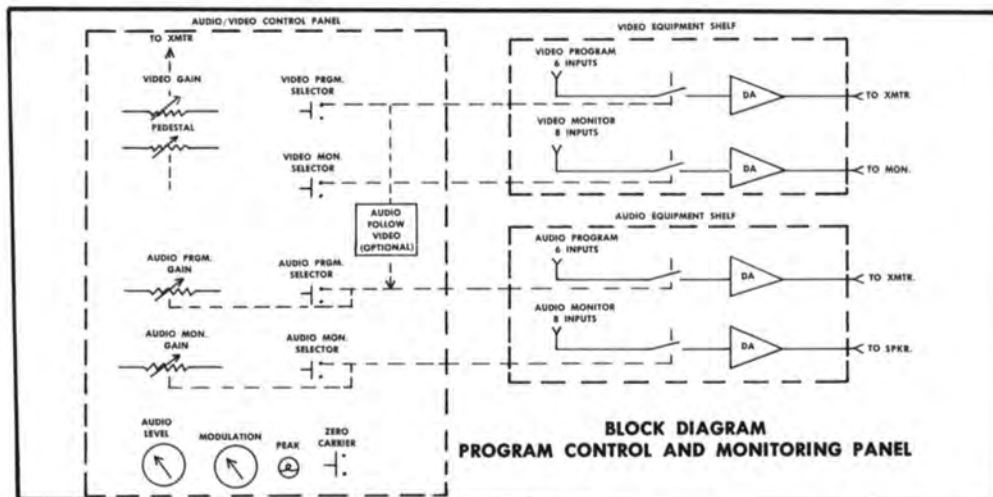 AUDIO/VIDEO CONTROL PANEL
TO XMTR
VIDEO GAIN
PEDESTAL
VIDEO PRGM.
SELECTOR
VIDEO MON.
SELECTOR
AUDIO
FOLLOW
VIDEO
(OPTIONAL)
AUDIO PRGM.
GAIN
AUDIO PRGM.
SELECTOR
AUDIO MON.
GAIN
AUDIO MON.
SELECTOR
AUDIO
LEVEL
MODULATION
PEAK
ZERO
CARRIER
VIDEO EQUIPMENT SHELF
VIDEO PROGRAM
6 INPUTS
DA
TO XMTR.
VIDEO MONITOR
8 INPUTS
DA
TO MON.
AUDIO EQUIPMENT SHELF
AUDIO PROGRAM
6 INPUTS
DA
TO XMTR.
AUDIO MONITOR
8 INPUTS
DA
TO SPKR.
BLOCK DIAGRAM
PROGRAM CONTROL AND MONITORING PANEL